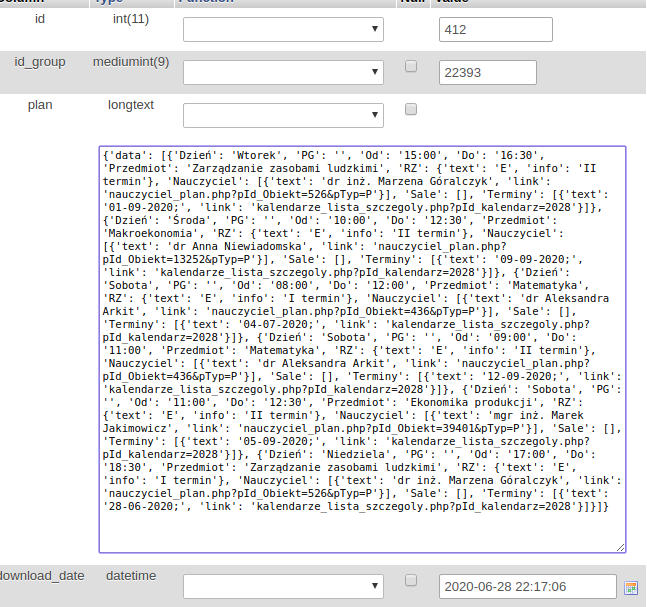 id int(11) 412
id_group mediumint(9) 22393
plan longtext
{'data': [{'Dzień': 'Wtorek', 'PG': '', 'Od': '15:00', 'Do': '16:30',
'Przedmiot': 'Zarządzanie zasobami ludzkimi', 'RZ': {'text': 'E', 'info': 'II
termin'}, 'Nauczyciel': [{'text': 'dr inż. Marzena Góralczyk', 'link':
'nauczyciel_plan.php?pId_Obiekt=526&pTyp=P'}], 'Sale': [], 'Terminy': [{'text':
'01-09-2020;', 'link': 'kalendarze_lista_szczegoly.php?pId_kalendarz=2028'}]},
{'Dzień': 'Środa', 'PG': '', 'Od': '10:00', 'Do': '12:30', 'Przedmiot':
'Makroekonomia', 'RZ': {'text': 'E', 'info': 'II termin'}, 'Nauczyciel':
[{'text': 'dr Anna Niewiadomska', 'link': 'nauczyciel_plan.php?
pId_Obiekt=13252&pTyp=P'}], 'Sale': [], 'Terminy': [{'text': '09-09-2020;',
'link': 'kalendarze_lista_szczegoly.php?pId_kalendarz=2028'}]}, {'Dzień':
'Sobota', 'PG': '', 'Od': '08:00', 'Do': '12:00', 'Przedmiot': 'Matematyka',
'RZ': {'text': 'E', 'info': 'I termin'}, 'Nauczyciel': [{'text': 'dr Aleksandra
Arkit', 'link': 'nauczyciel_plan.php?pId_Obiekt=436&pTyp=P'}], 'Sale': [],
'Terminy': [{'text': '04-07-2020;', 'link': 'kalendarze_lista_szczegoly.php?
pId_kalendarz=2028'}]}, {'Dzień': 'Sobota', 'PG': '', 'Od': '09:00', 'Do':
'11:00', 'Przedmiot': 'Matematyka', 'RZ': {'text': 'E', 'info': 'II termin'},
'Nauczyciel': [{'text': 'dr Aleksandra Arkit', 'link': 'nauczyciel_plan.php?
pId_Obiekt=436&pTyp=P'}], 'Sale': [], 'Terminy': [{'text': '12-09-2020;', 'link':
'kalendarze_lista_szczegoly.php?pId_kalendarz=2028'}]}, {'Dzień': 'Sobota', 'PG':
'', 'Od': '11:00', 'Do': '12:30', 'Przedmiot': 'Ekonomika produkcji', 'RZ':
{'text': 'E', 'info': 'II termin'}, 'Nauczyciel': [{'text': 'mgr inż. Marek
Jakimowicz', 'link': 'nauczyciel_plan.php?pId_Obiekt=39401&pTyp=P'}], 'Sale': [],
'Terminy': [{'text': '05-09-2020;', 'link': 'kalendarze_lista_szczegoly.php?
pId_kalendarz=2028'}]}, {'Dzień': 'Niedziela', 'PG': '', 'Od': '17:00', 'Do':
'18:30', 'Przedmiot': 'Zarządzanie zasobami ludzkimi', 'RZ': {'text': 'E',
'info': 'I termin'}, 'Nauczyciel': [{'text': 'dr inż. Marzena Góralczyk', 'link':
'nauczyciel_plan.php?pId_Obiekt=526&pTyp=P'}], 'Sale': [], 'Terminy': [{'text':
'28-06-2020;', 'link': 'kalendarze_lista_szczegoly.php?pId_kalendarz=2028'}]}]}
download_date datetime 2020-06-28 22:17:06